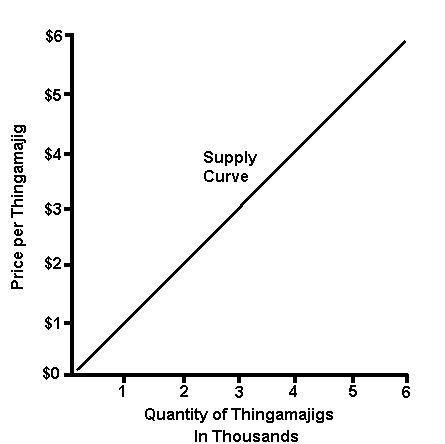 $6
$5
$4
$3
$2
$1
$0
Price per Thingamajig
Supply
Curve
1 2 3 4 5 6
Quantity of Thingamajigs
In Thousands